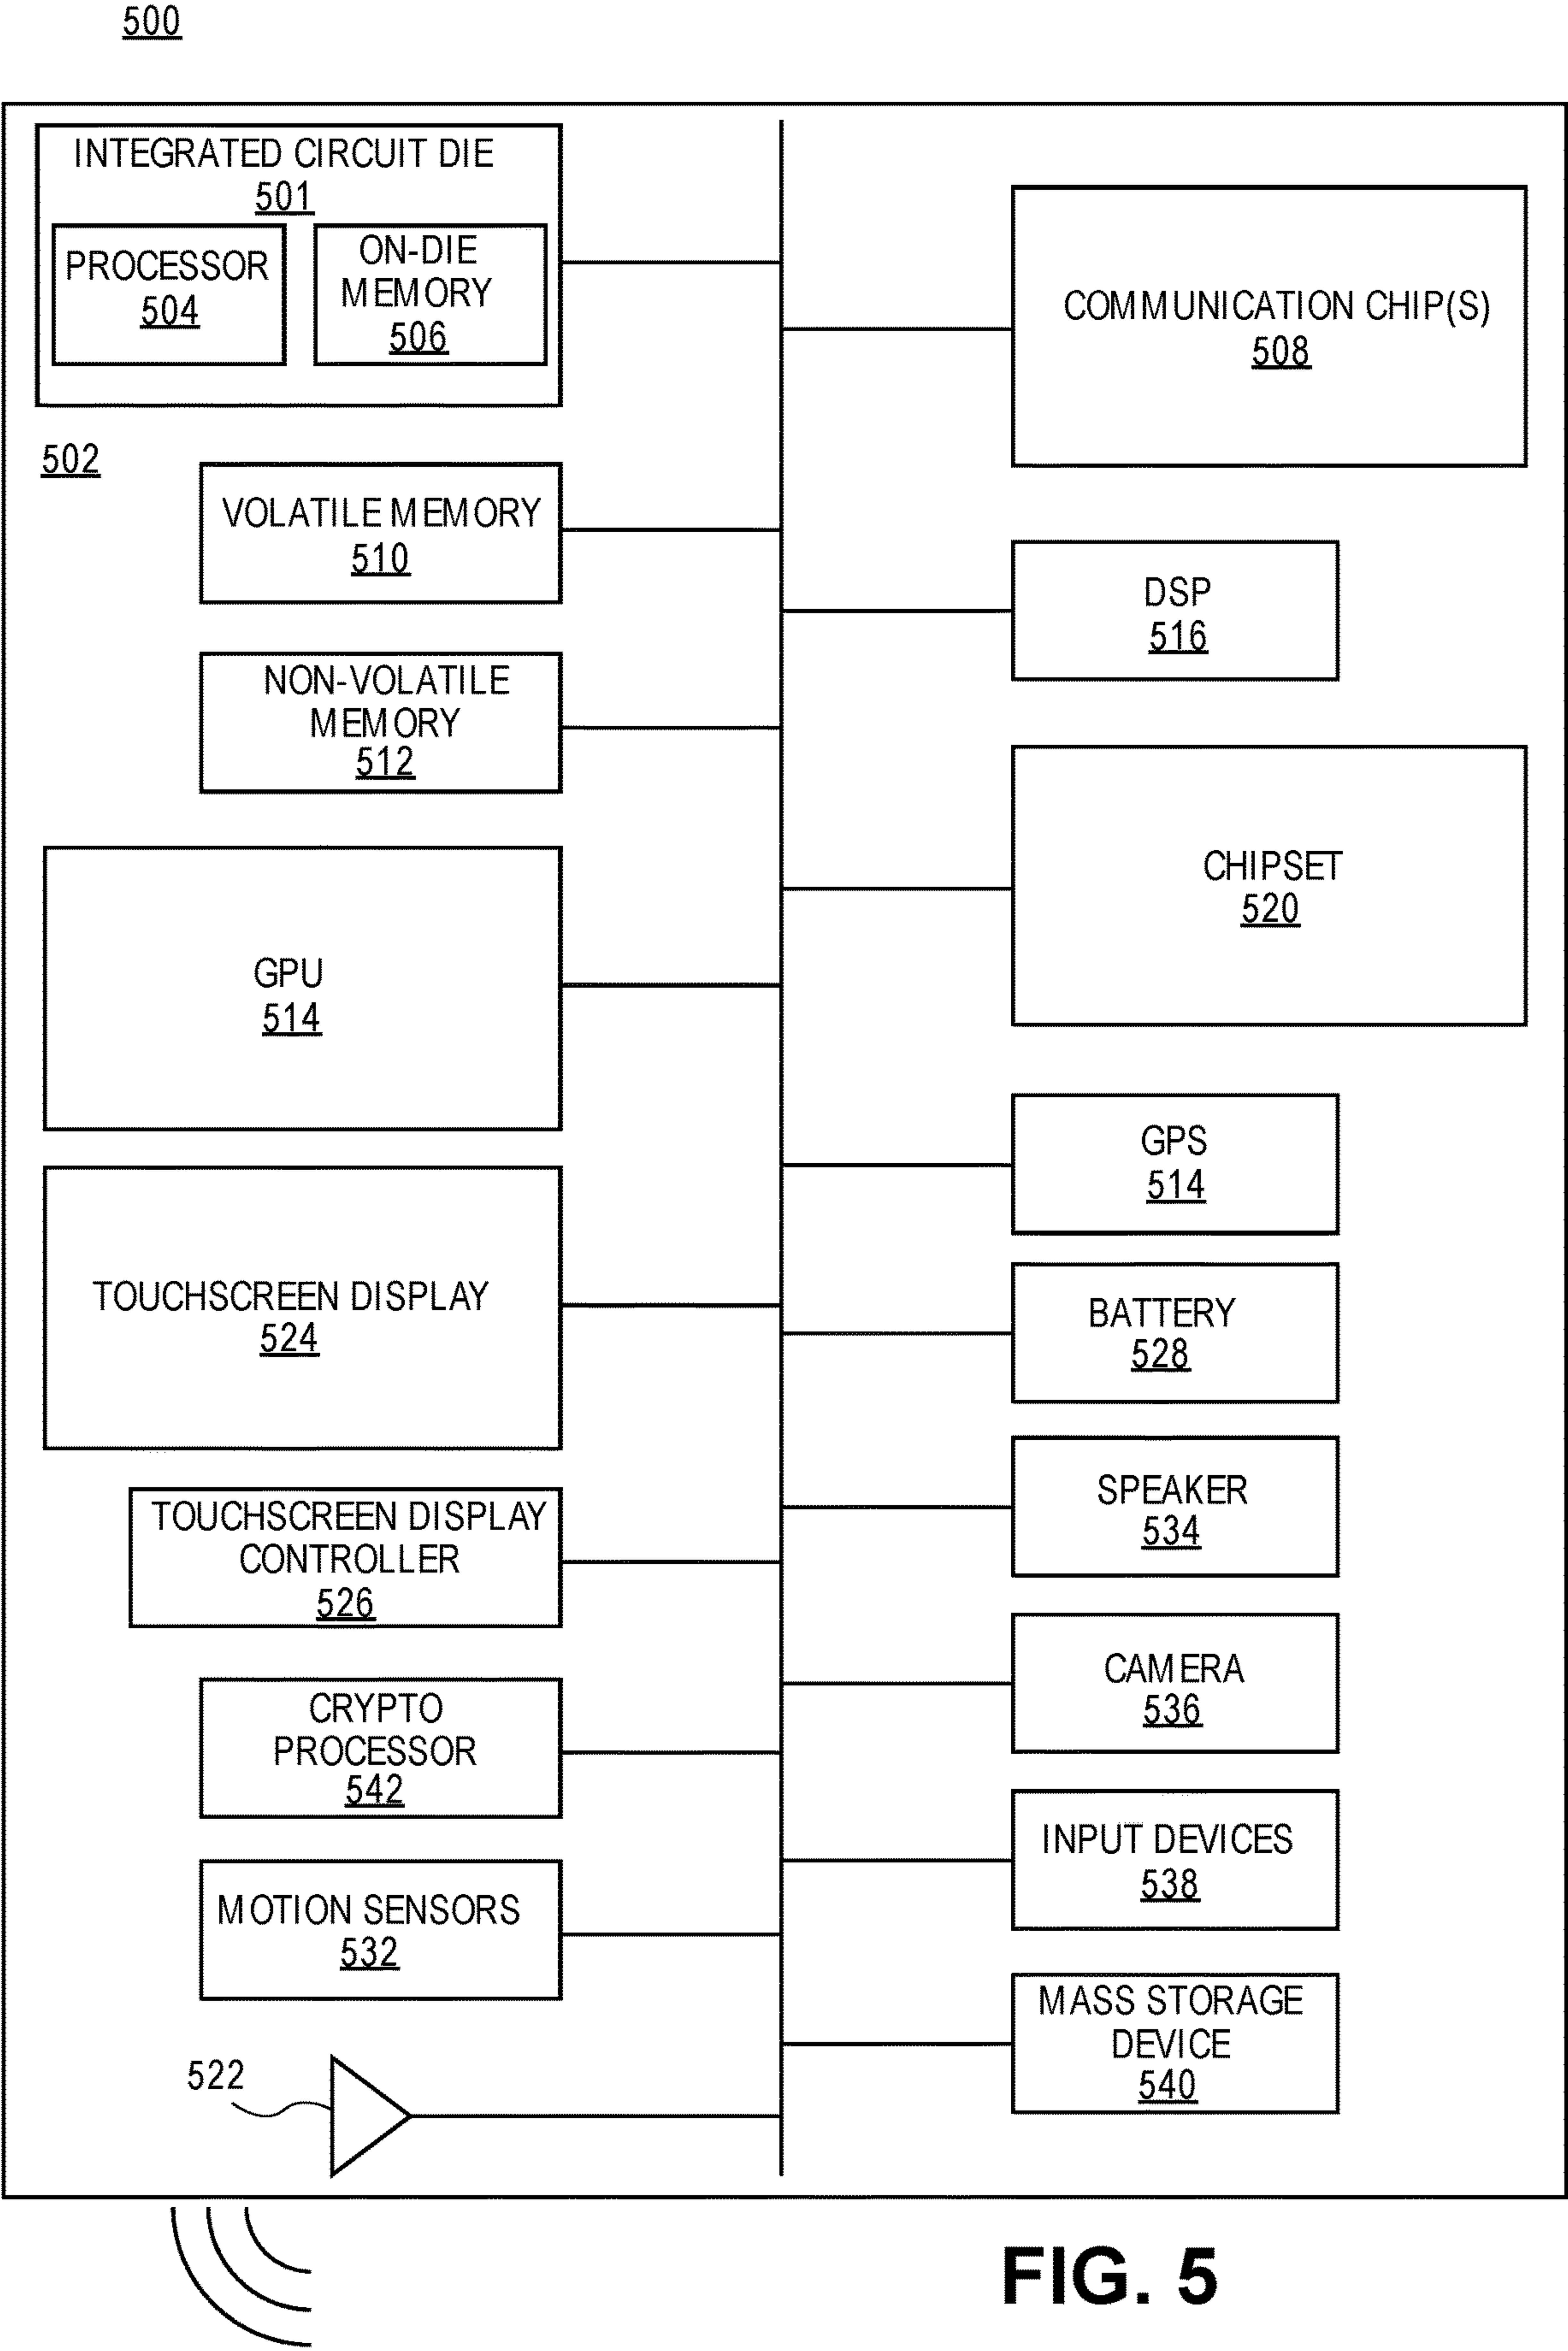 500
INTEGRATED CIRCUIT DIE
501
PROCESSOR
504
ON-DIE
MEMORY
506
502
VOLATILE MEMORY
510
NON-VOLATILE
MEMORY
512
GPU
514
TOUCHSCREEN DISPLAY
524
TOUCHSCREEN DISPLAY
CONTROLLER
526
CRYPTO
PROCESSOR
542
MOTION SENSORS
532
522
COMMUNICATION CHIP(S)
508
DSP
516
CHIPSET
520
GPS
514
BATTERY
528
SPEAKER
534
CAMERA
536
INPUT DEVICES
538
MASS STORAGE
DEVICE
540
FIG. 5